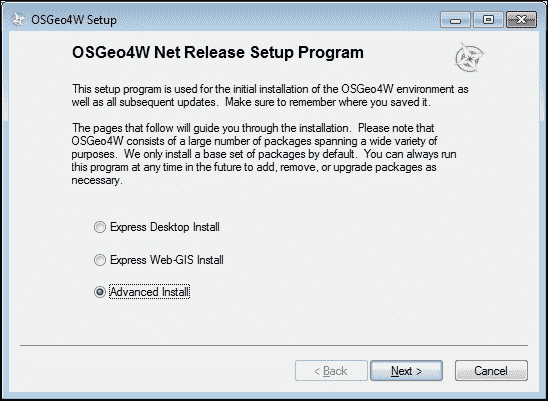 OSGeo4W Setup
OSGeo4W Net Release Setup Program
This setup program is used for the initial installation of the OSGeo4W environment as
well as all subsequent updates.  Make sure to remember where you saved it.
The pages that follow will guide you through the installation.  Please note that
OSGeo4W consists of a large number of packages spanning a wide variety of
purposes.  We only install a base set of packages by default.  You can always run
this program at any time in the future to add, remove, or upgrade packages as
necessary.
Express Desktop Install
Express Web-GIS Install
Advanced Install
< Back
Next >
Cancel